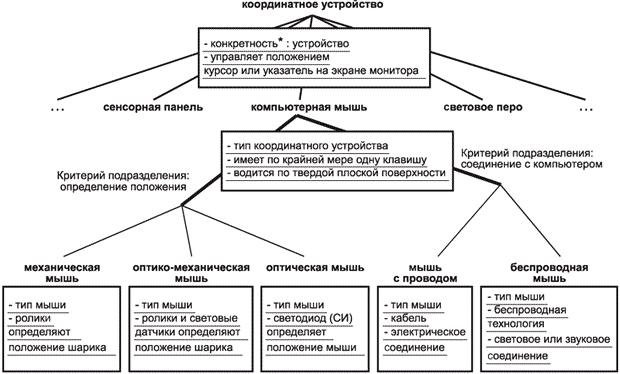 координатное устройство
- конкретность* : устройство
- управляет положением
курсор или указатель на экране монитора
...
сенсорная панель
компьютерная мышь
световое перо
...
- тип координатного устройства
- имеет по крайней мере одну клавишу
- водится по твердой плоской поверхности
Критерий подразделения:
определение положения
Критерий подразделения:
соединение с компьютером
механическая
мышь
- тип мыши
- ролики
определяют
положение шарика
оптико-механическая
мышь
- тип мыши
- ролики и световые
датчики определяют
положение шарика
оптическая мышь
- тип мыши
- светодиод (СИ)
определяет
положение мыши
мышь
с проводом
- тип мыши
- кабель
- электрическое
соединение
беспроводная
мышь
- тип мыши
- беспроводная
технология
- световое или звуковое
соединение